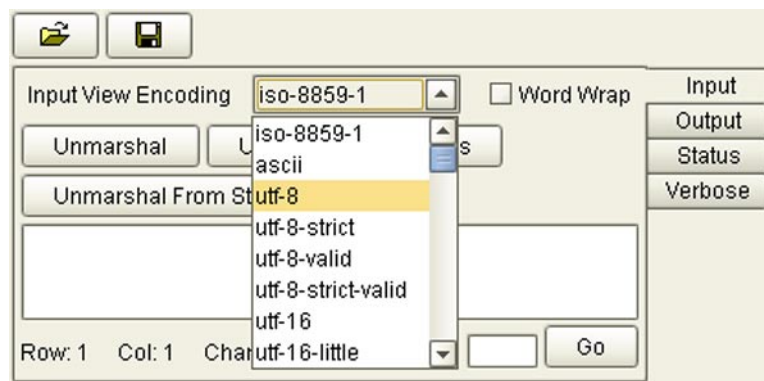 Input View Encoding iso-8859-1 Word Wrap
Input
Output
Status
Verbose
Unmarshal
iso-8859-1
ascii
utf-8
utf-8-strict
utf-8-valid
utf-8-strict-valid
utf-16
utf-16-little
Unmarshal From
Row: 1 Col: 1
Go